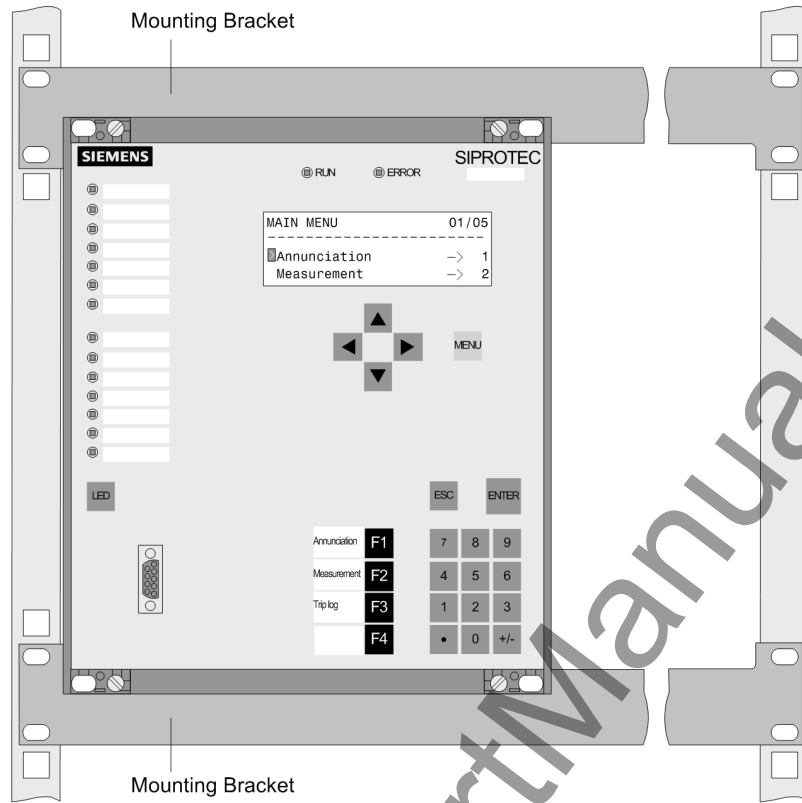 Mounting Bracket
SIEMENS
SIPROTEC
RUN ERROR
MAIN MENU 01/05
Annunciation —> 1
Measurement —> 2
MENU
LED
ESC ENTER
Annunciation F1 7 8 9
Measurement F2 4 5 6
Trip log F3 1 2 3
F4 • 0 +/-
Mounting Bracket